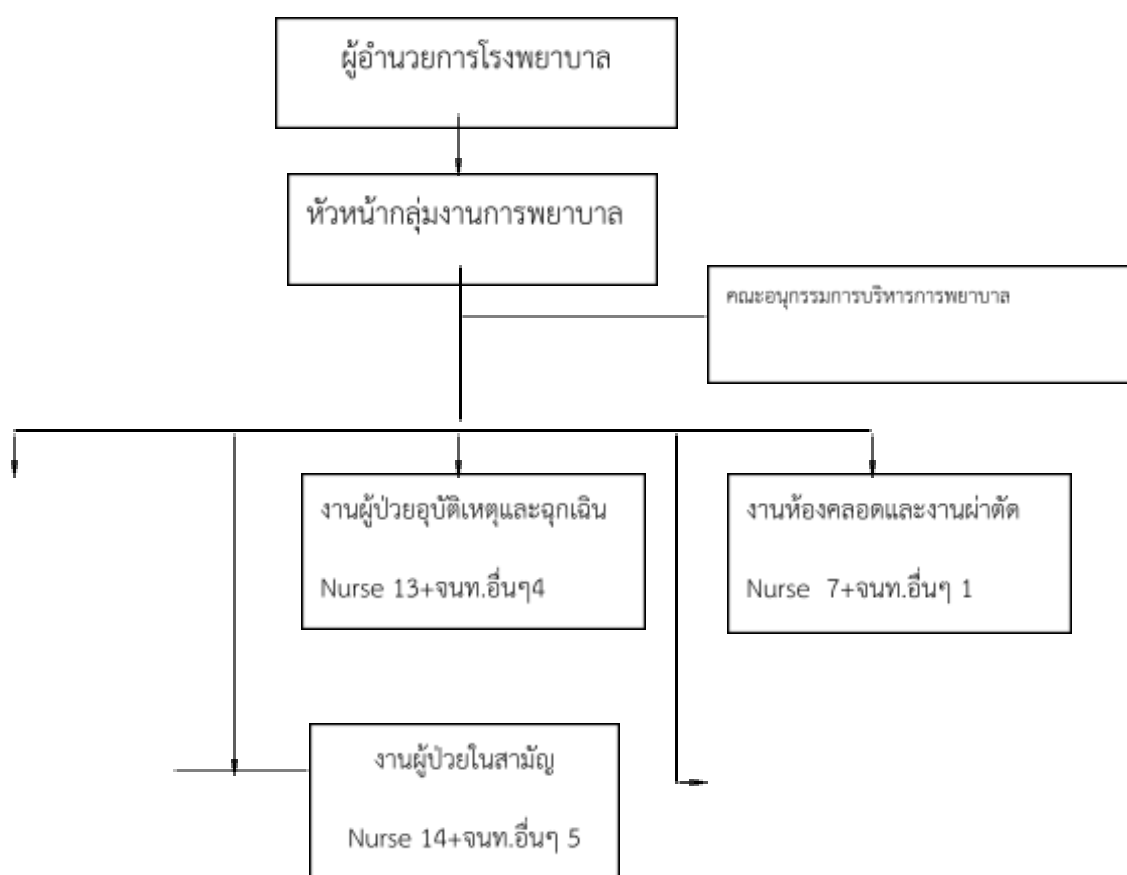 ผู้อำนวยการโรงพยาบาล
หัวหน้ากลุ่มงานการพยาบาล
คณะอนุกรรมการบริหารการพยาบาล
งานผู้ป่วยอุบัติเหตุและฉุกเฉิน
Nurse 13+จนท.อื่นๆ4
งานห้องคลอดและงานผ่าตัด
Nurse 7+จนท.อื่นๆ 1
งานผู้ป่วยในสามัญ
Nurse 14+จนท.อื่นๆ 5